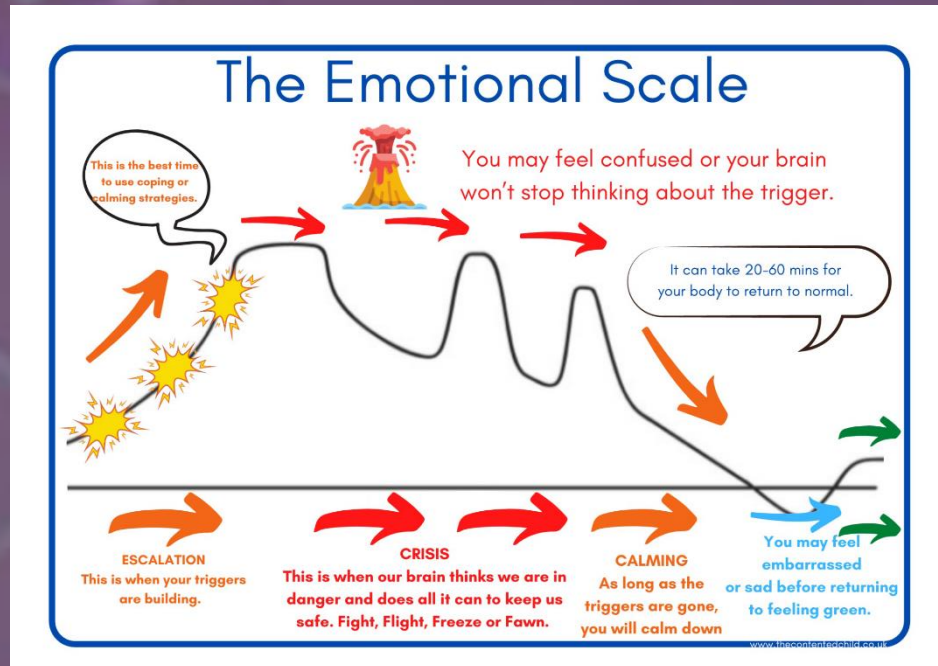 The Emotional Scale
This is the best time
to use coping or
calming strategies.
You may feel confused or your brain
won't stop thinking about the trigger.
It can take 20-60 mins for
your body to return to normal.
ESCALATION
This is when your triggers
are building.
CRISIS
This is when our brain thinks we are in
danger and does all it can to keep us
safe. Fight, Flight, Freeze or Fawn.
CALMING
As long as the
triggers are gone,
you will calm down
You may feel
embarrassed
or sad before returning
to feeling green.
www.thecontentedchild.co.uk